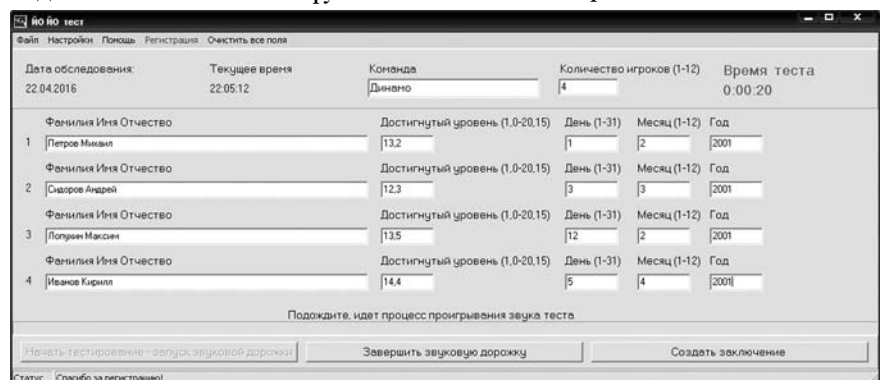 йо йо тест
Файл Настройки Помощь Регистрация Очистить все поля
Дата обследования: Текущее время Команда Количество игроков (1-12) Время теста
22.04.2016 22:05:12 Динамо 4 0:00:20
Фамилия Имя Отчество Достигнутый уровень (1,0-20,15) День (1-31) Месяц (1-12) Год
1 Петров Михаил 13,2 1 2 2001
Фамилия Имя Отчество Достигнутый уровень (1,0-20,15) День (1-31) Месяц (1-12) Год
2 Сидоров Андрей 12,3 3 3 2001
Фамилия Имя Отчество Достигнутый уровень (1,0-20,15) День (1-31) Месяц (1-12) Год
3 Лопухин Максим 13,5 12 2 2001
Фамилия Имя Отчество Достигнутый уровень (1,0-20,15) День (1-31) Месяц (1-12) Год
4 Иванов Кирилл 14,4 5 4 2001
Подождите, идет процесс проигрывания звука теста
Начать тестирование - запуск звуковой дорожки Завершить звуковую дорожку Создать заключение
Статус Спасибо за регистрацию!